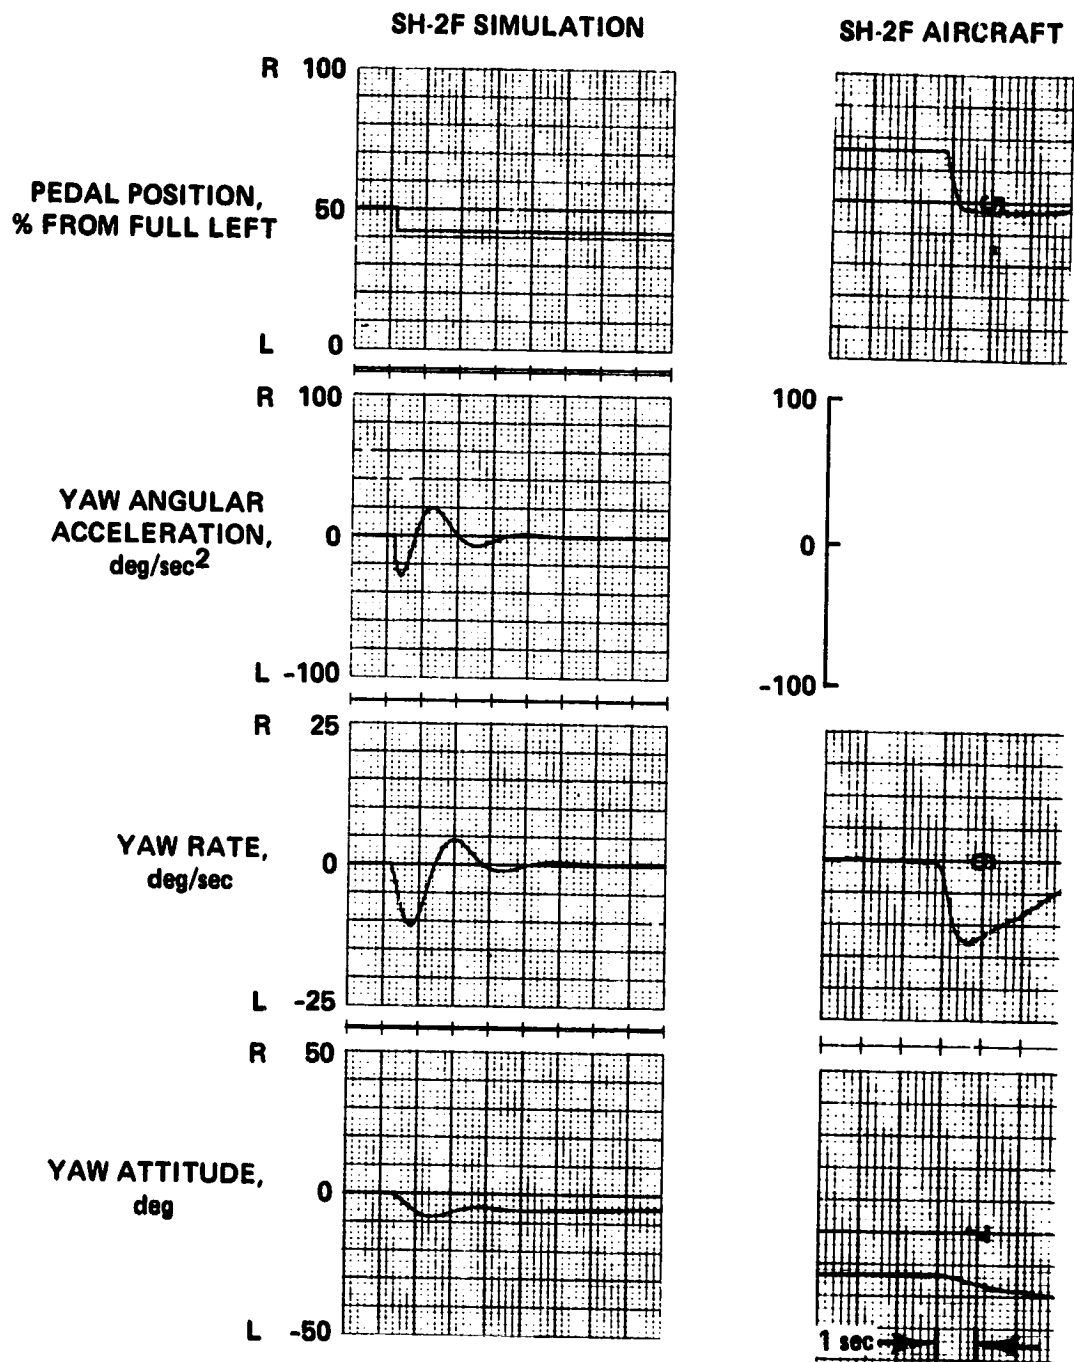 SH-2F SIMULATION
SH-2F AIRCRAFT
R 100
PEDAL POSITION,
% FROM FULL LEFT
50
L 0
R 100
YAW ANGULAR
ACCELERATION,
deg/sec2
0
L -100
100
0
-100
R 25
YAW RATE,
deg/sec
0
L -25
R 50
YAW ATTITUDE,
deg
0
L -50
1 sec